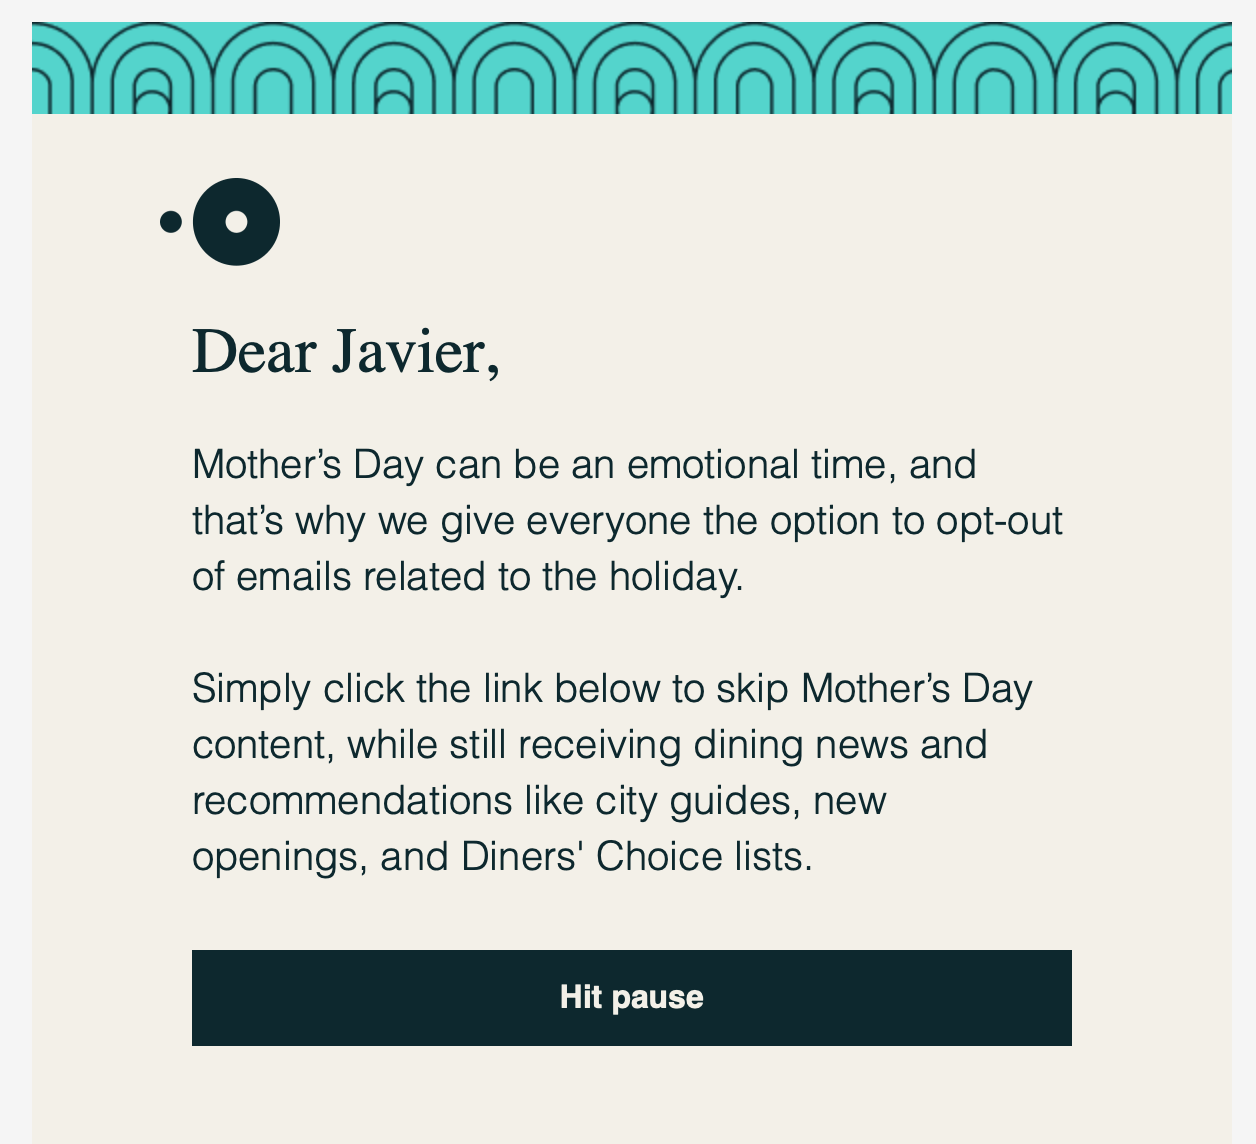 Dear Javier,
Mother’s Day can be an emotional time, and
that’s why we give everyone the option to opt-out
of emails related to the holiday.
Simply click the link below to skip Mother’s Day
content, while still receiving dining news and
recommendations like city guides, new
openings, and Diners' Choice lists.
Hit pause